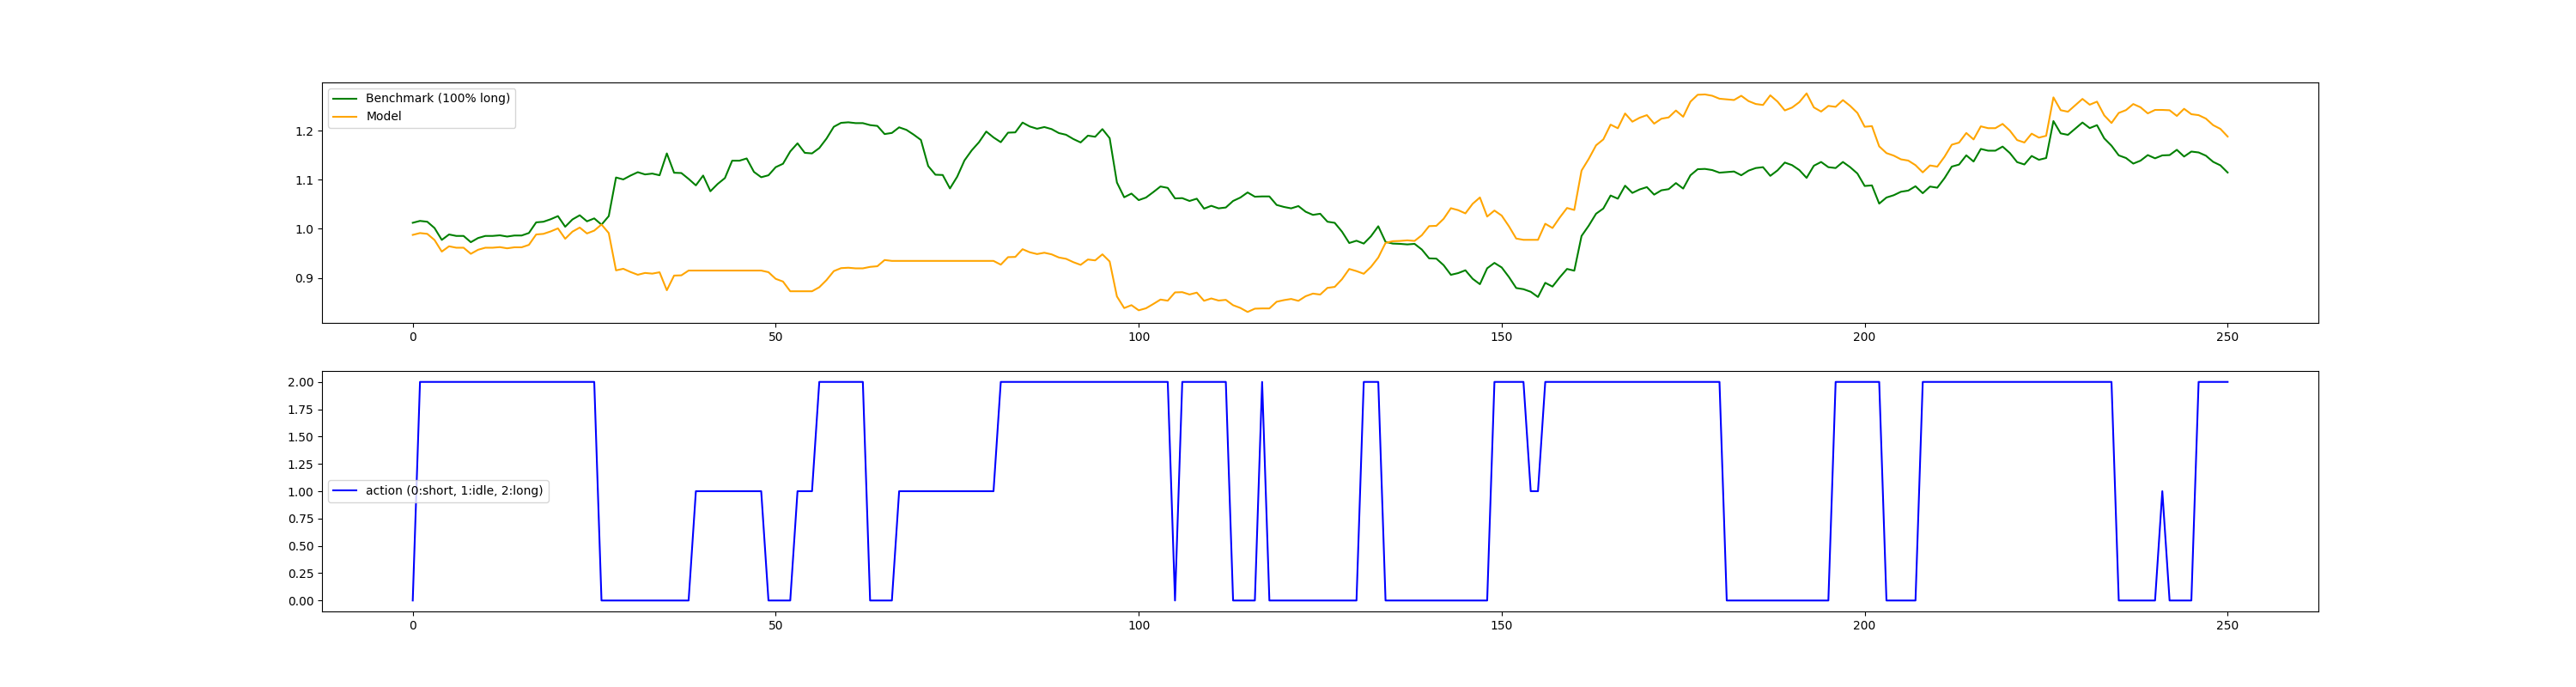 Benchmark (100% long)
Model
1.2
1.1
1.0
0.9
0 50 100 150 200 250
2.00
1.75
1.50
1.25
1.00
0.75
0.50
0.25
0.00
action (0:short, 1:idle, 2:long)
0 50 100 150 200 250